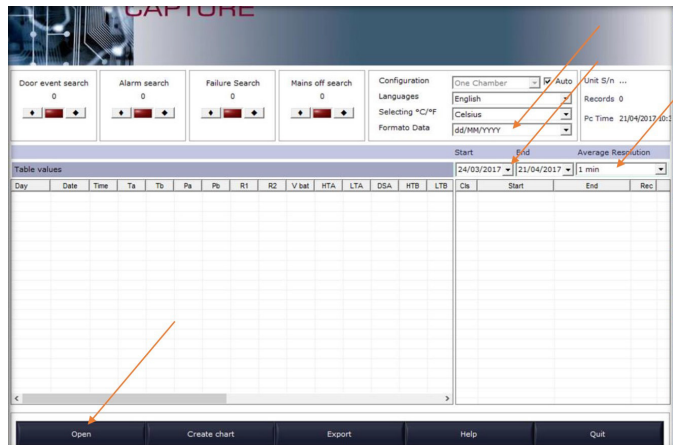 CAPTURE
Door event search
0
Alarm search
0
Failure Search
0
Mains off search
0
Configuration One Chamber Auto
Languages English
Selecting °C/°F Celsius
Formato Data dd/MM/YYYY
Unit S/n ...
Records 0
Pc Time 21/04/2017 10:3
Start End Average Resolution
Table values 24/03/2017 21/04/2017 1 min
Day Date Time Ta Tb Pa Pb R1 R2 V bat HTA LTA DSA HTB LTB Cls Start End Rec
Open Create chart Export Help Quit